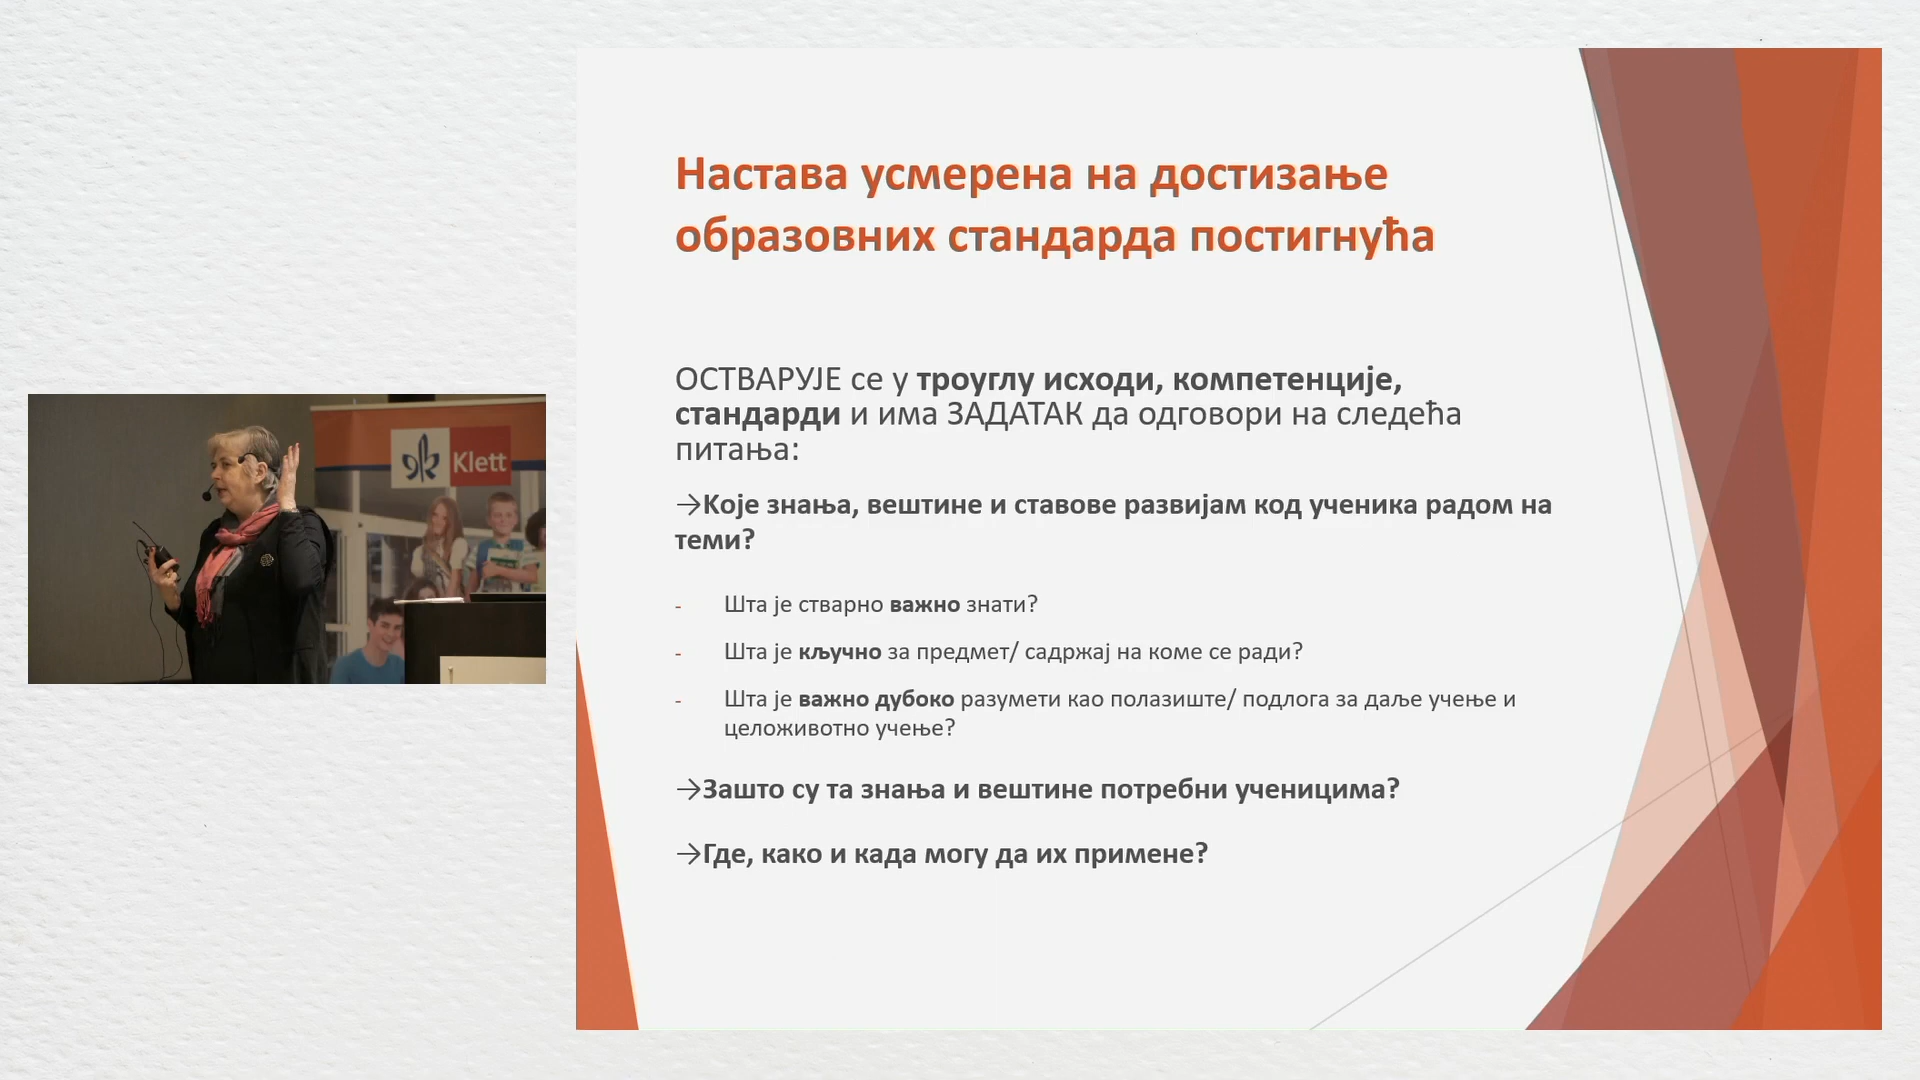 Настава усмерена на достизање
образовних стандарда постигнућа
ОСТВАРУЈЕ се у троуглу исходи, компетенције,
стандарди и има ЗАДАТАК да одговори на следећа
питања:
→Које знања, вештине и ставове развијам код ученика радом на
теми?
- Шта је стварно важно знати?
- Шта је кључно за предмет/ садржај на коме се ради?
- Шта је важно дубоко разумети као полазиште/ подлога за даље учење и
целоживотно учење?
→Зашто су та знања и вештине потребни ученицима?
→Где, како и када могу да их примене?
Klett